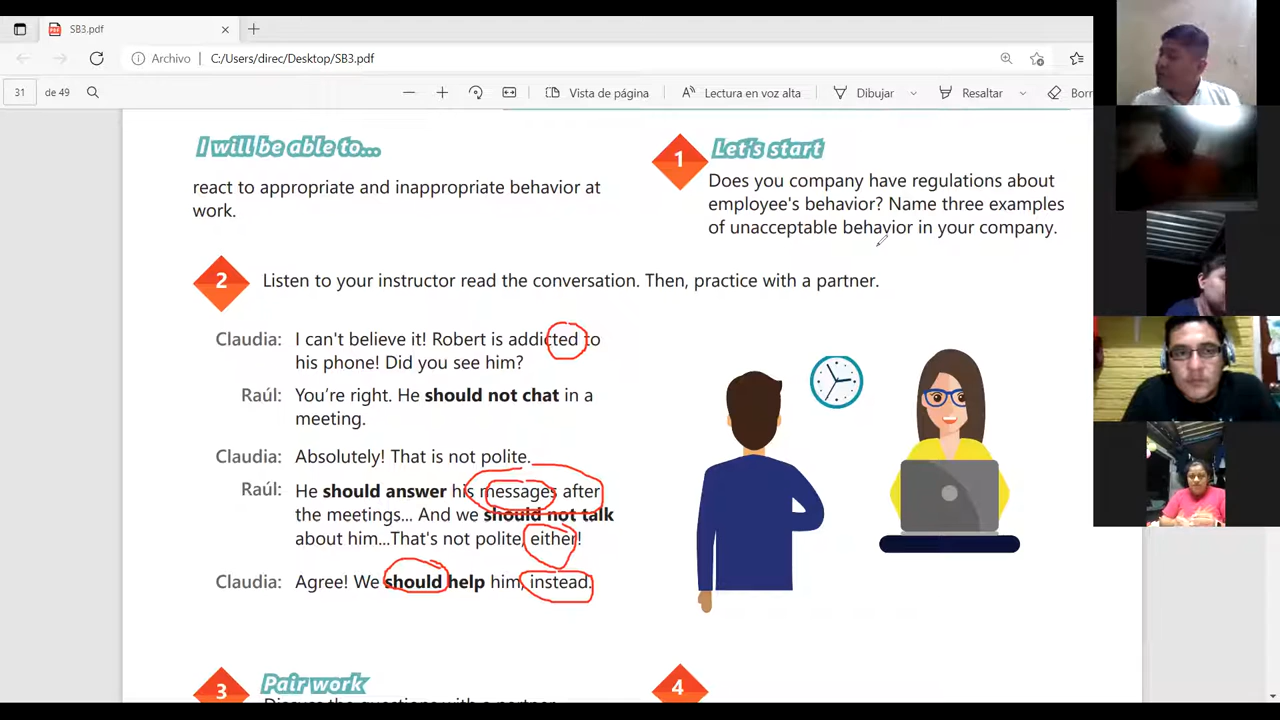 SB3.pdf
Archivo
C:/Users/direc/Desktop/SB3.pdf
31
de 49
Vista de página
Lectura en voz alta
Dibujar
Resaltar
I will be able to...
react to appropriate and inappropriate behavior at
work.
1
Let's start
Does you company have regulations about
employee's behavior? Name three examples
of unacceptable behavior in your company.
2
Listen to your instructor read the conversation. Then, practice with a partner.
Claudia: I can't believe it! Robert is addicted to
his phone! Did you see him?
Raúl: You're right. He should not chat in a
meeting.
Claudia: Absolutely! That is not polite.
Raúl: He should answer his messages after
the meetings... And we should not talk
about him...That's not polite, either!
Claudia: Agree! We should help him, instead.
3
Pair work
4